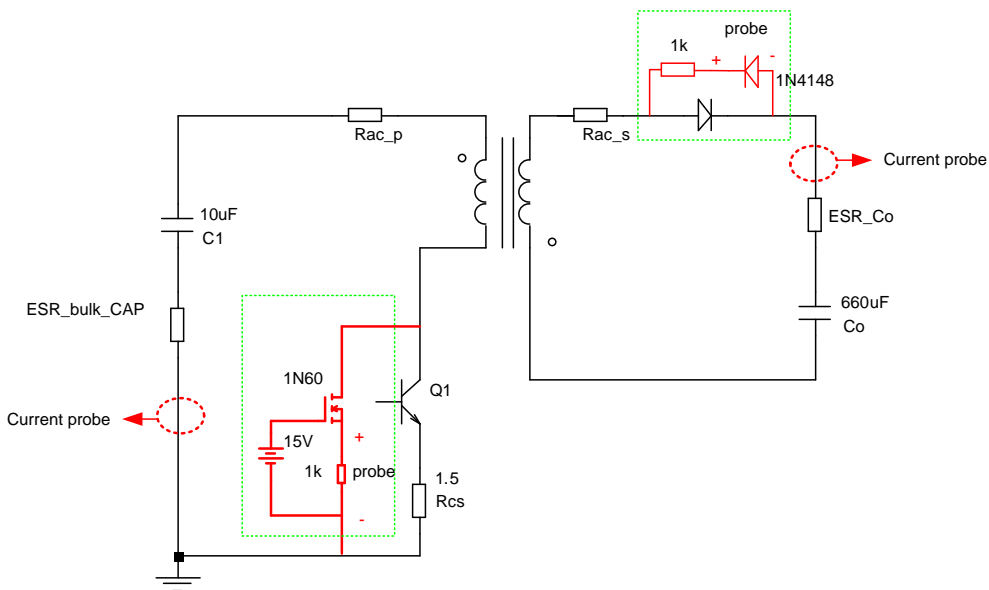 probe
1k
+ -
1N4148
Rac_p
Rac_s
Current probe
10uF
C1
ESR_Co
ESR_bulk_CAP
660uF
Co
1N60
Q1
Current probe
15V
+
1k probe
1.5
Rcs
-